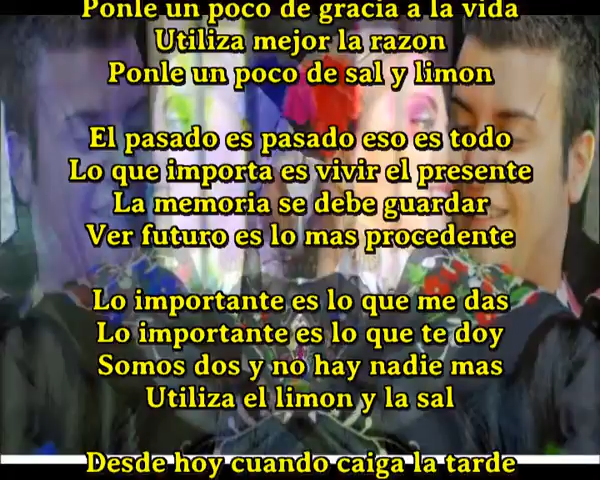 Ponle un poco de gracia a la vida
Utiliza mejor la razon
Ponle un poco de sal y limon
El pasado es pasado eso es todo
Lo que importa es vivir el presente
La memoria se debe guardar
Ver futuro es lo mas procedente
Lo importante es lo que me das
Lo importante es lo que te doy
Somos dos y no hay nadie mas
Utiliza el limon y la sal
Desde hoy cuando caiga la tarde